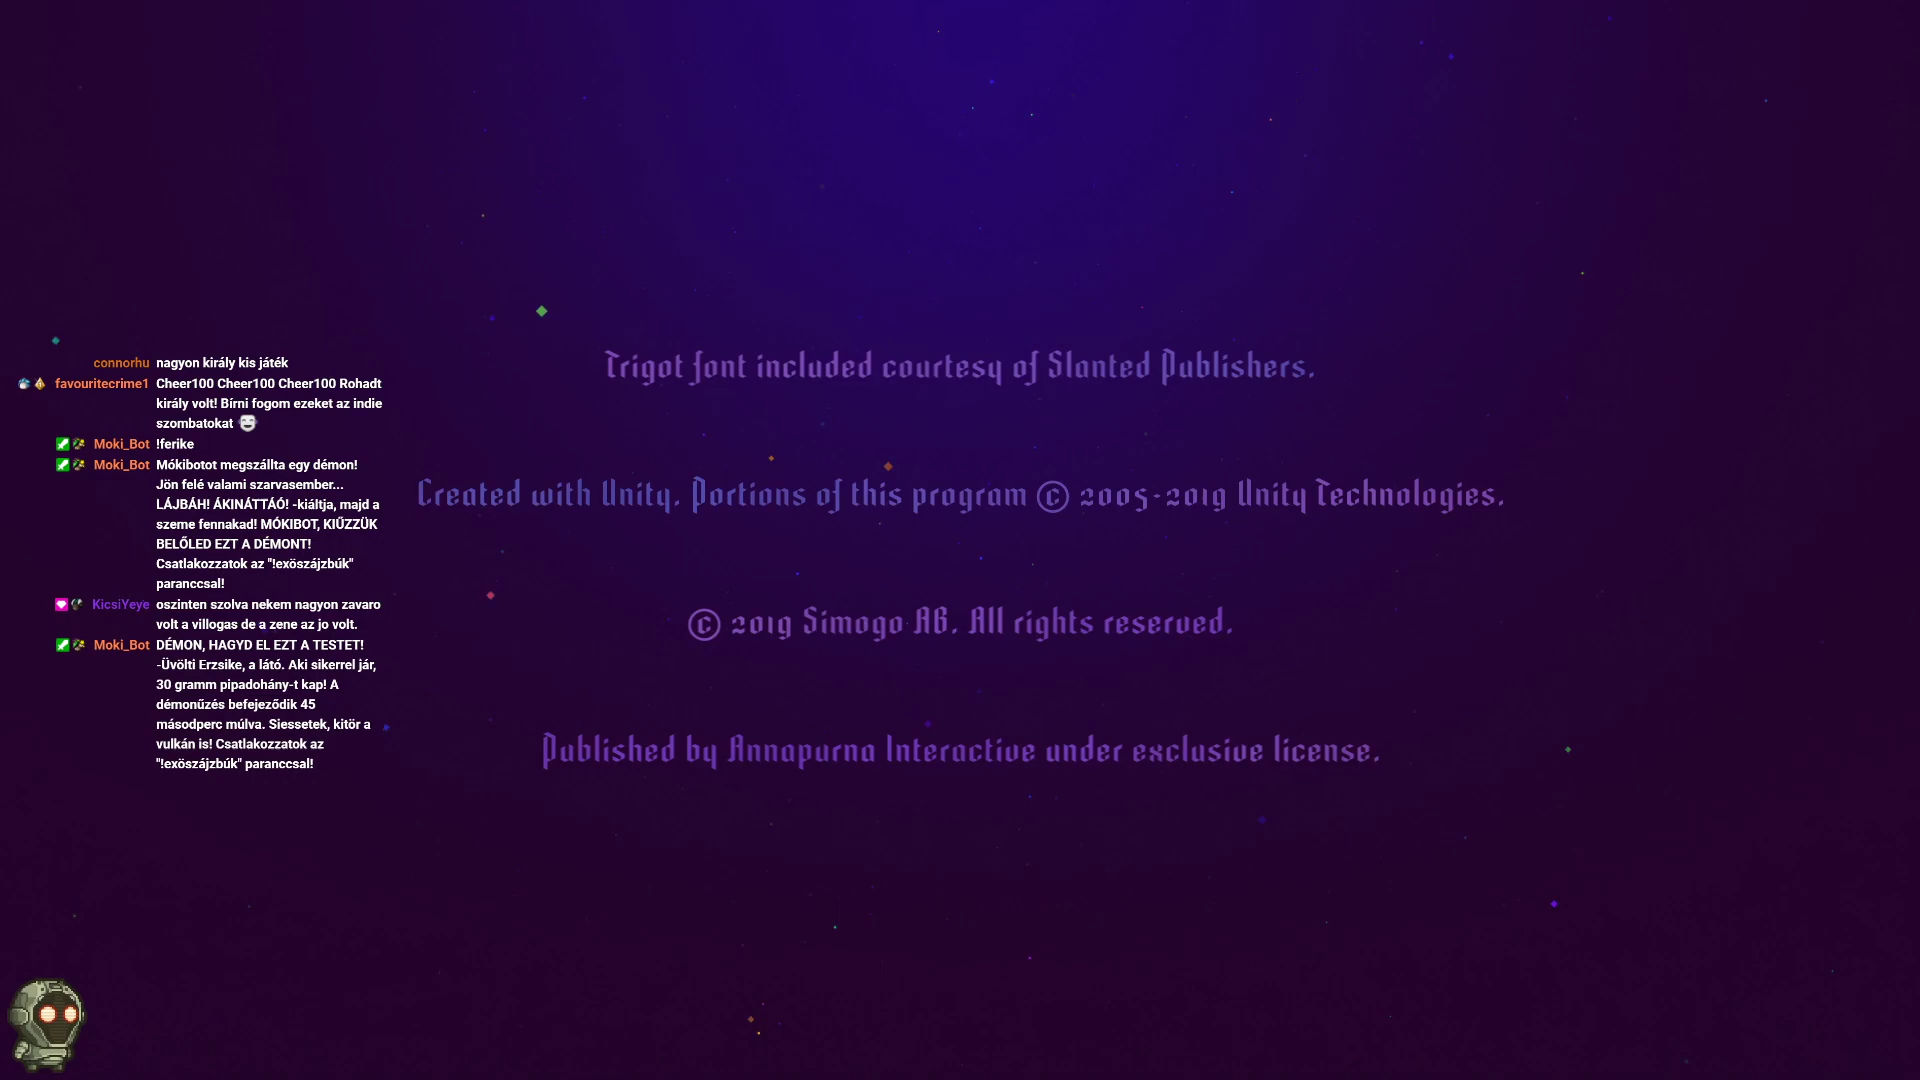 connorhu nagyon király kis játék
favouritecrime1 Cheer100 Cheer100 Cheer100 Rohadt
király volt! Bírni fogom ezeket az indie
szombatokat
Moki_Bot !ferike
Moki_Bot Mókibotot megszállta egy démon!
Jön felé valami szarvasember...
LÁJBÁH! ÁKINÁTTÁÓ! -kiáltja, majd a
szeme fennakad! MÓKIBOT, KIŰZZÜK
BELŐLED EZT A DÉMONT!
Csatlakozzatok az "!exöszájzbúk"
paranccsal!
KicsiYeye oszinten szolva nekem nagyon zavaro
volt a villogas de a zene az jo volt.
Moki_Bot DÉMON, HAGYD EL EZT A TESTET!
-Üvölti Erzsike, a látó. Aki sikerrel jár,
30 gramm pipadohány-t kap! A
démonűzés befejeződik 45
másodperc múlva. Siessetek, kitör a
vulkán is! Csatlakozzatok az
"!exöszájzbúk" paranccsal!
Trigot font included courtesy of Slanted Publishers.
Created with Unity. Portions of this program © 2005-2019 Unity Technologies.
© 2019 Simogo AB. All rights reserved.
Published by Annapurna Interactive under exclusive license.